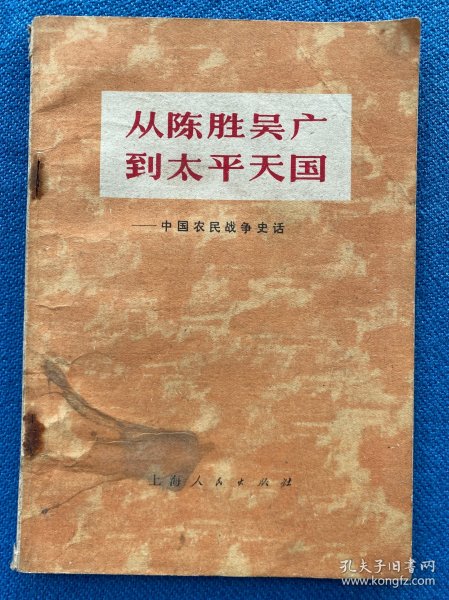 从陈胜吴广
到太平天国
——中国农民战争史话
上海人民出版社
孔夫子旧书网
www.kongfz.com